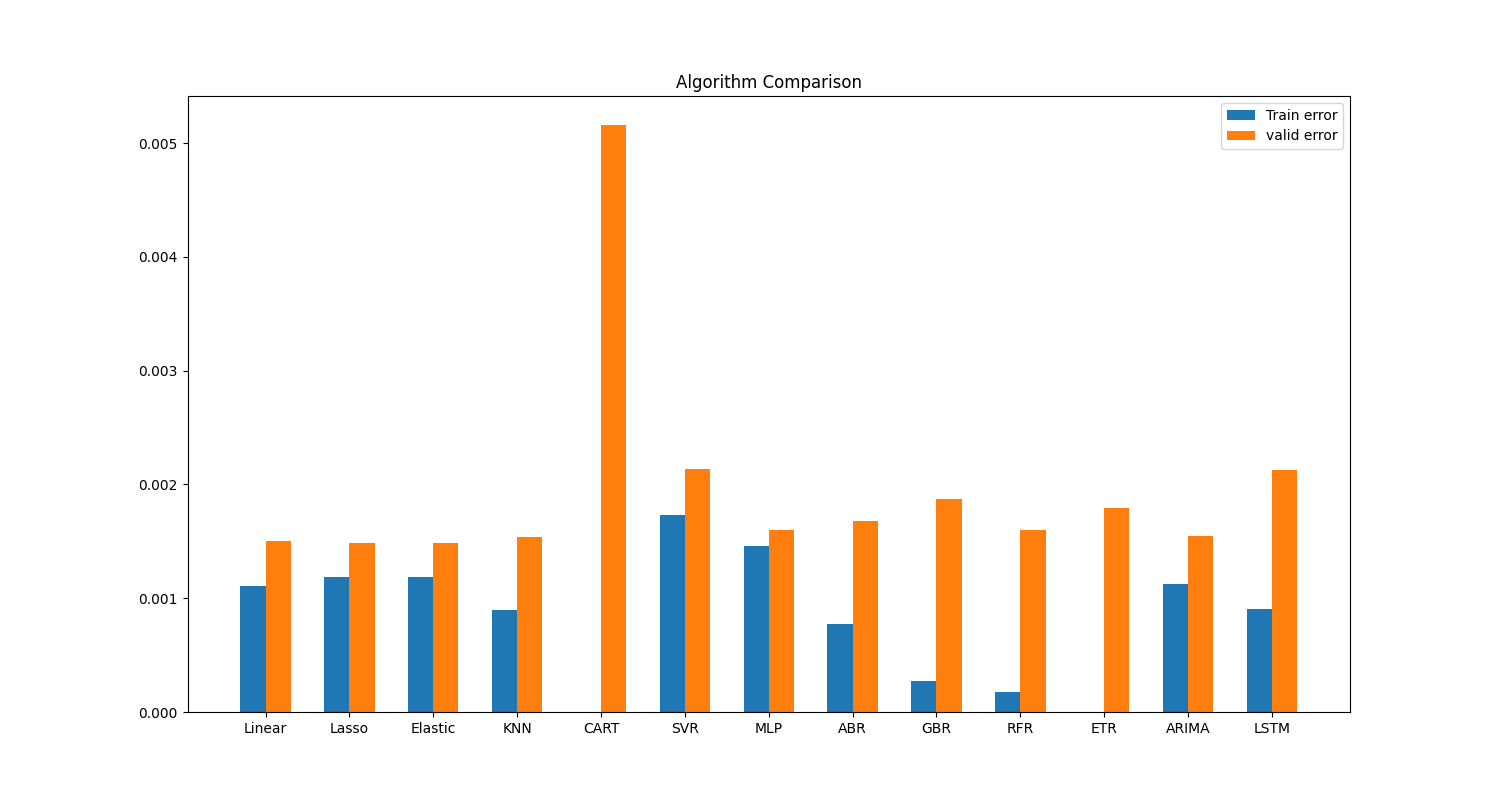 Algorithm Comparison
Train error
valid error
0.005
0.004
0.003
0.002
0.001
0.000
Linear Lasso Elastic KNN CART SVR MLP ABR GBR RFR ETR ARIMA LSTM